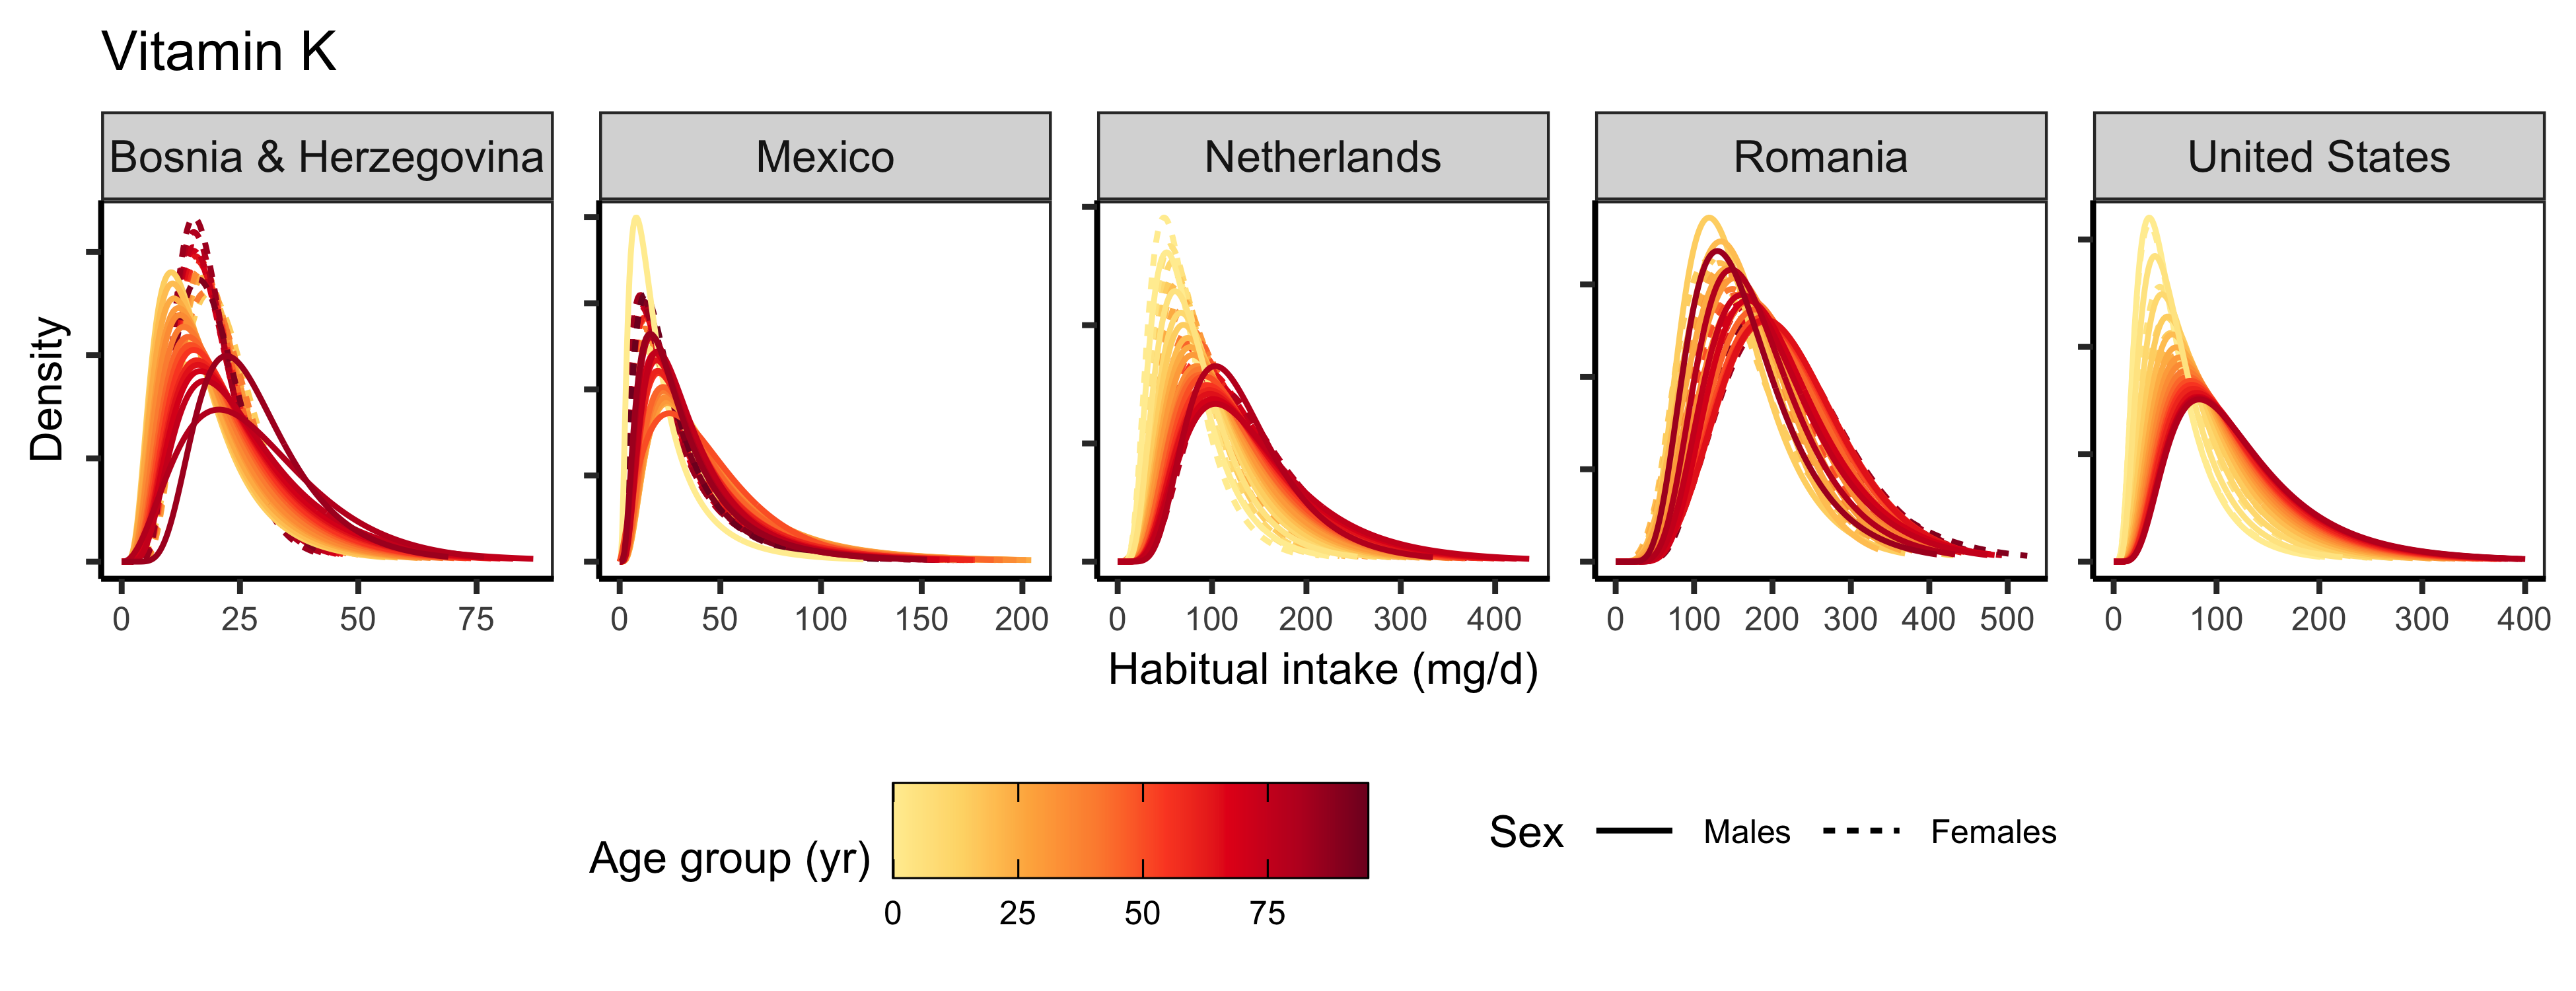 Vitamin K
Bosnia & Herzegovina
Mexico
Netherlands
Romania
United States
Density
0 25 50 75
0 50 100 150 200
0 100 200 300 400
0 100 200 300 400 500
0 100 200 300 400
Habitual intake (mg/d)
Age group (yr)
0 25 50 75
Sex Males Females